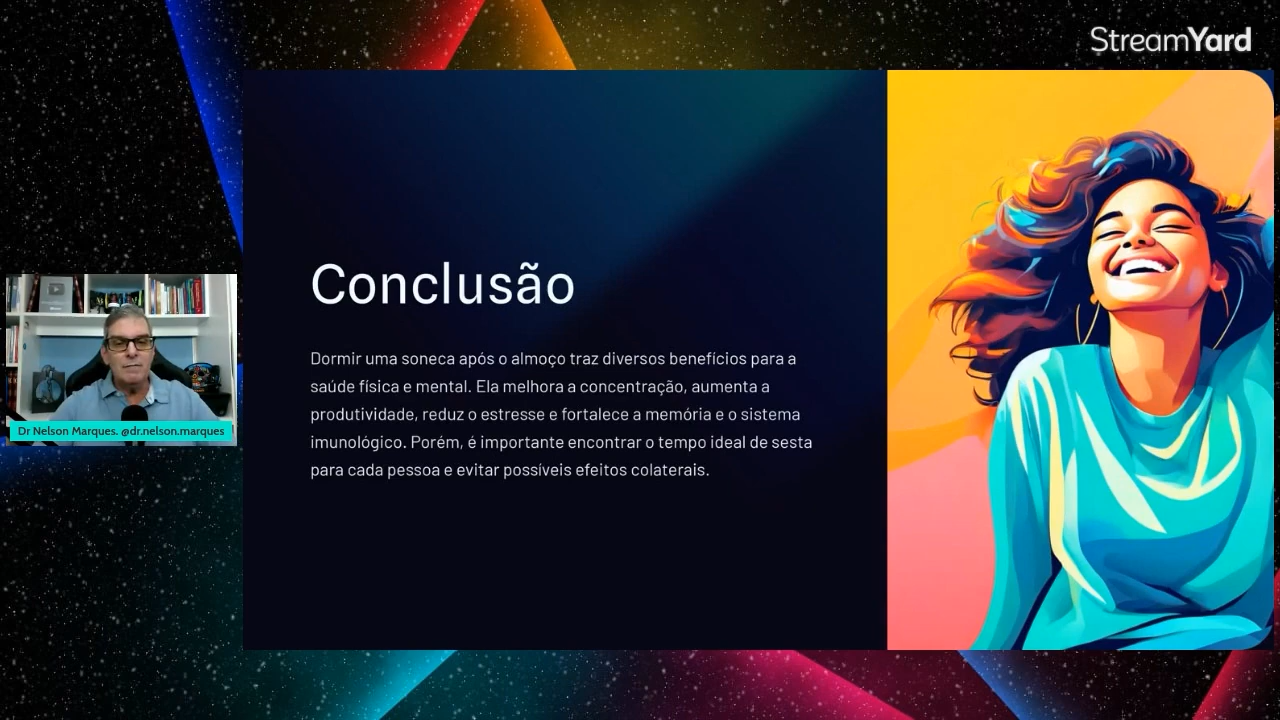 StreamYard
Conclusão
Dormir uma soneca após o almoço traz diversos benefícios para a
saúde física e mental. Ela melhora a concentração, aumenta a
produtividade, reduz o estresse e fortalece a memória e o sistema
imunológico. Porém, é importante encontrar o tempo ideal de sesta
para cada pessoa e evitar possíveis efeitos colaterais.
Dr Nelson Marques. @dr.nelson.marques